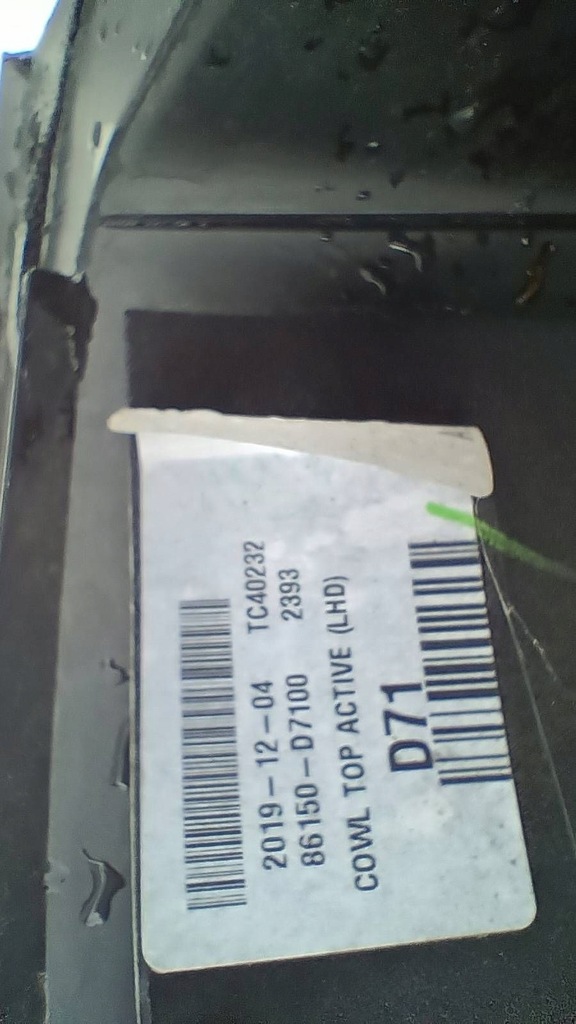 2019-12-04 TC40232
86150-D7100 2393
COWL TOP ACTIVE (LHD)
D71